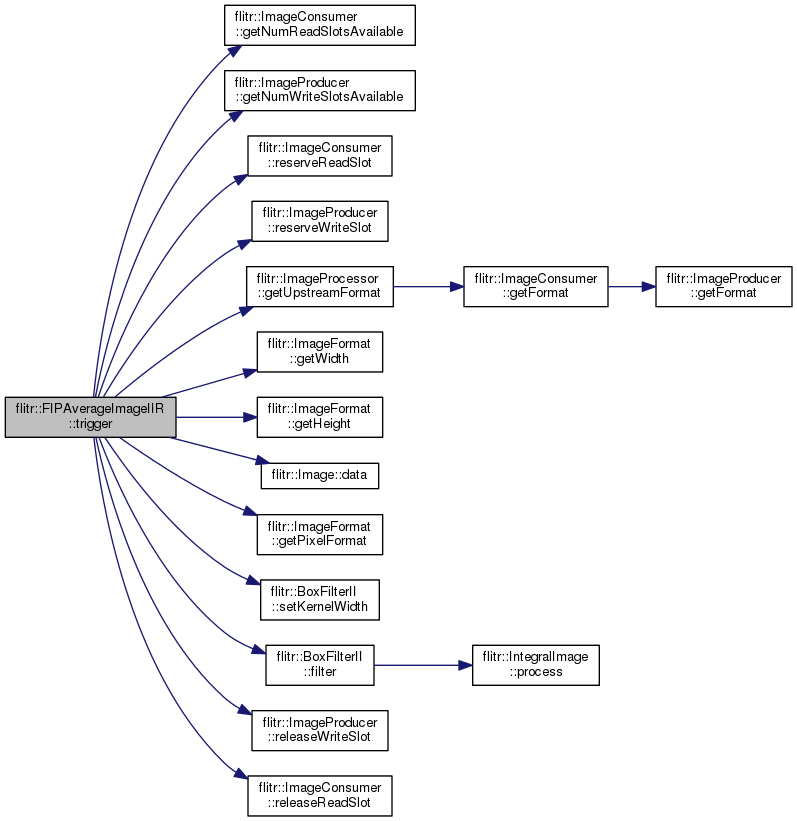 flitr::ImageConsumer
::getNumReadSlotsAvailable
flitr::ImageProducer
::getNumWriteSlotsAvailable
flitr::ImageConsumer
::reserveReadSlot
flitr::ImageProducer
::reserveWriteSlot
flitr::ImageProcessor
::getUpstreamFormat
flitr::ImageConsumer
::getFormat
flitr::ImageProducer
::getFormat
flitr::ImageFormat
::getWidth
flitr::FIPAverageImageIIR
::trigger
flitr::ImageFormat
::getHeight
flitr::Image::data
flitr::ImageFormat
::getPixelFormat
flitr::BoxFilterII
::setKernelWidth
flitr::BoxFilterII
::filter
flitr::IntegralImage
::process
flitr::ImageProducer
::releaseWriteSlot
flitr::ImageConsumer
::releaseReadSlot